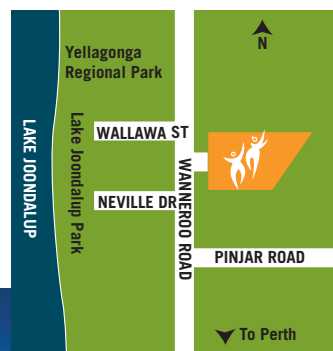 Yellagonga
Regional Park
N
WALLAWA ST
LAKE JOONDALUP
Lake Joondalup Park
NEVILLE DR
WANNEROO ROAD
PINJAR ROAD
To Perth